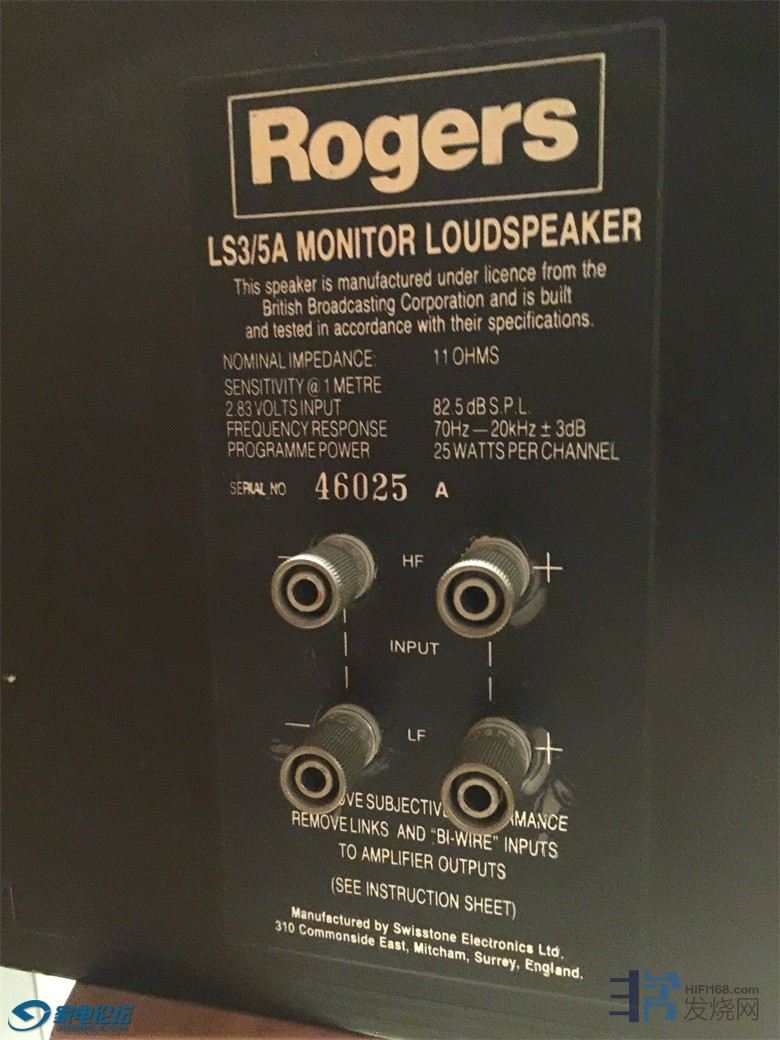 Rogers
LS3/5A MONITOR LOUDSPEAKER
This speaker is manufactured under licence from the
British Broadcasting Corporation and is built
and tested in accordance with their specifications.
NOMINAL IMPEDANCE: 11 OHMS
SENSITIVITY @ 1 METRE
2.83 VOLTS INPUT 82.5 dB S.P.L.
FREQUENCY RESPONSE 70Hz — 20kHz ± 3dB
PROGRAMME POWER 25 WATTS PER CHANNEL
SERIAL NO 46025 A
— HF +
INPUT
— LF +
SUBJECTIVE
REMOVE LINKS AND "BI-WIRE" INPUTS
TO AMPLIFIER OUTPUTS
(SEE INSTRUCTION SHEET)
Manufactured by Swisstone Electronics Ltd.
310 Commonside East, Mitcham, Surrey, England.
家电论坛
HIFI168.com
发烧网